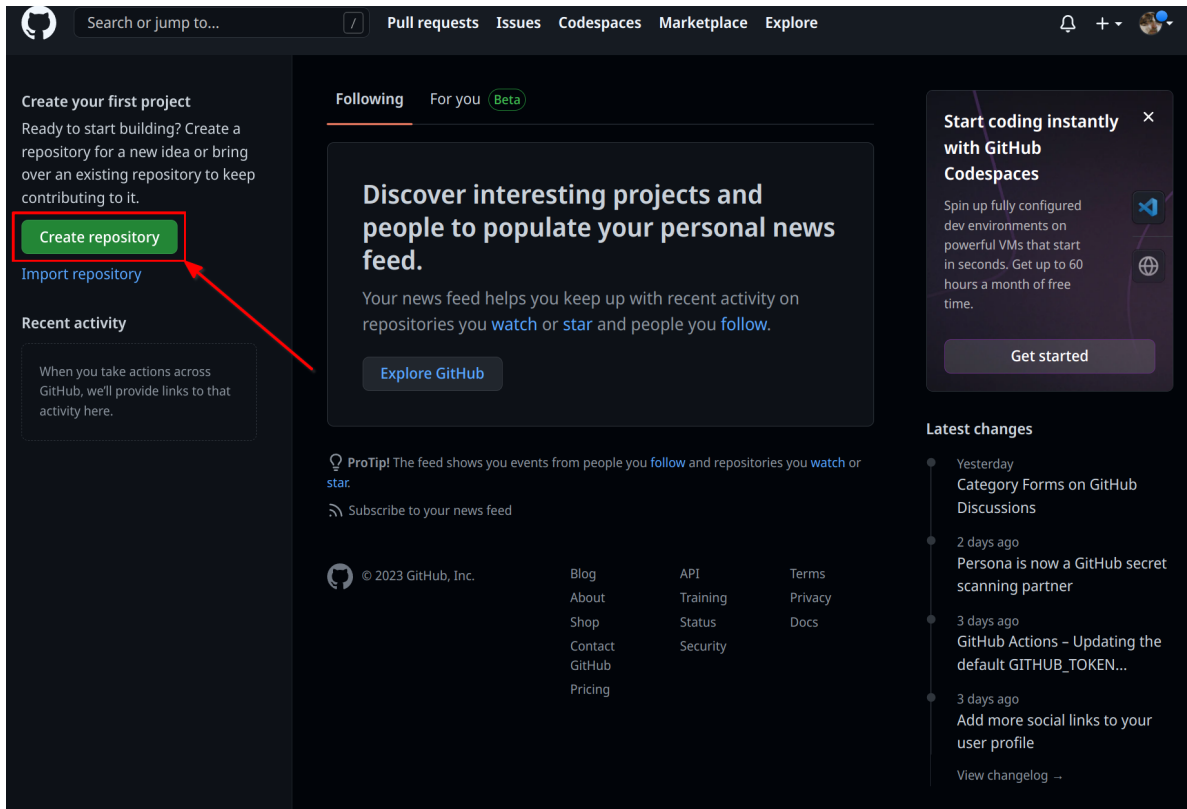 Search or jump to...
/
Pull requests Issues Codespaces Marketplace Explore
Create your first project
Ready to start building? Create a
repository for a new idea or bring
over an existing repository to keep
contributing to it.
Create repository
Import repository
Recent activity
When you take actions across
GitHub, we'll provide links to that
activity here.
Following For you Beta
Discover interesting projects and
people to populate your personal news
feed.
Your news feed helps you keep up with recent activity on
repositories you watch or star and people you follow.
Explore GitHub
ProTip! The feed shows you events from people you follow and repositories you watch or
star.
Subscribe to your news feed
© 2023 GitHub, Inc.
Blog
About
Shop
Contact
GitHub
Pricing
API
Training
Status
Security
Terms
Privacy
Docs
Start coding instantly
with GitHub
Codespaces
Spin up fully configured
dev environments on
powerful VMs that start
in seconds. Get up to 60
hours a month of free
time.
Get started
Latest changes
Yesterday
Category Forms on GitHub
Discussions
2 days ago
Persona is now a GitHub secret
scanning partner
3 days ago
GitHub Actions – Updating the
default GITHUB_TOKEN...
3 days ago
Add more social links to your
user profile
View changelog →